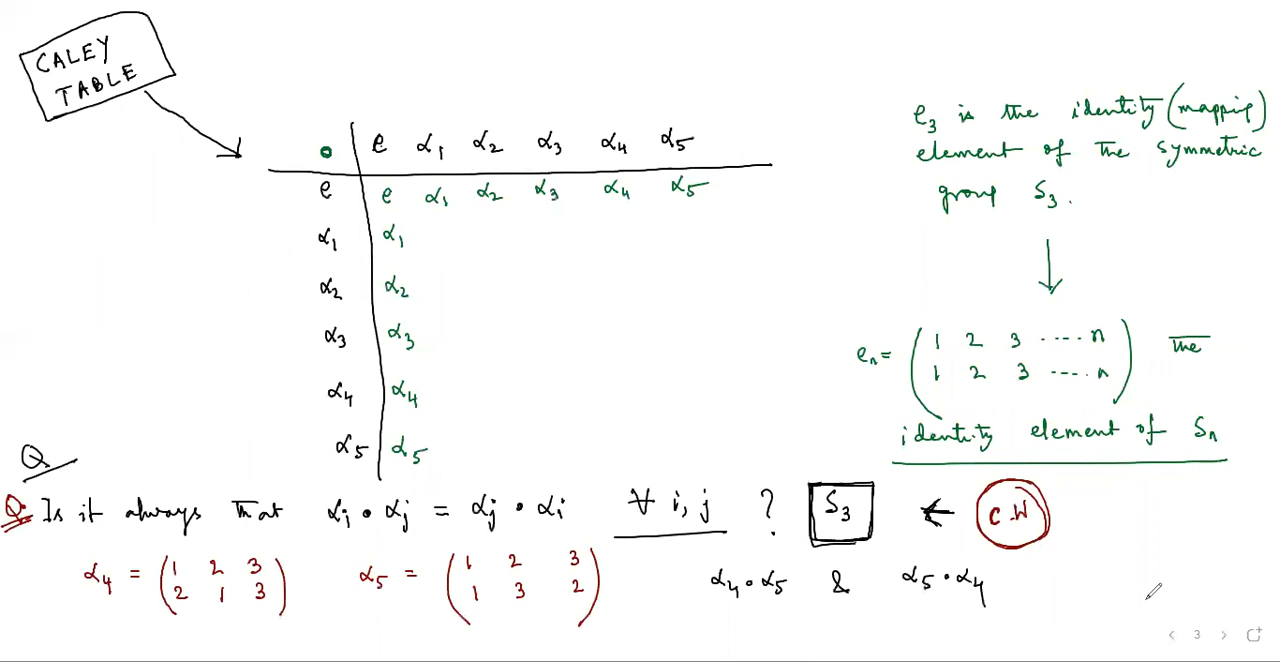 CALEY
TABLE
∘ e α₁ α₂ α₃ α₄ α₅
e e α₁ α₂ α₃ α₄ α₅
α₁ α₁
α₂ α₂
α₃ α₃
α₄ α₄
α₅ α₅
e₃ is the identity (mapping)
element of the symmetric
group S₃.
eₙ = ( 1 2 3 ..... n ) the
1 2 3 ..... n
identity element of Sₙ
Q
Q. Is it always that αᵢ ∘ αⱼ = αⱼ ∘ αᵢ ∀ i, j ? S₃ ← C.W
α₄ = ( 1 2 3 ) α₅ = ( 1 2 3 ) α₄ ∘ α₅ & α₅ ∘ α₄
2 1 3 1 3 2
< 3 >